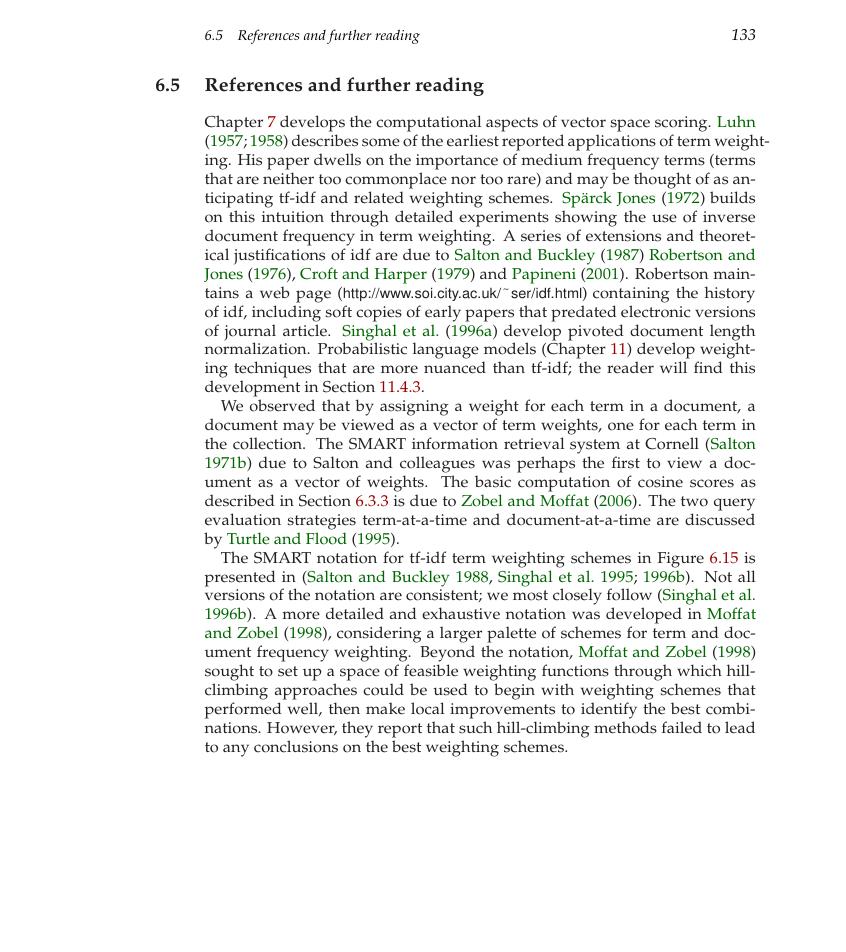 6.5 References and further reading 133
6.5 References and further reading
Chapter 7 develops the computational aspects of vector space scoring. Luhn
(1957; 1958) describes some of the earliest reported applications of term weight-
ing. His paper dwells on the importance of medium frequency terms (terms
that are neither too commonplace nor too rare) and may be thought of as an-
ticipating tf-idf and related weighting schemes. Spärck Jones (1972) builds
on this intuition through detailed experiments showing the use of inverse
document frequency in term weighting. A series of extensions and theoret-
ical justifications of idf are due to Salton and Buckley (1987) Robertson and
Jones (1976), Croft and Harper (1979) and Papineni (2001). Robertson main-
tains a web page (http://www.soi.city.ac.uk/˜ser/idf.html) containing the history
of idf, including soft copies of early papers that predated electronic versions
of journal article. Singhal et al. (1996a) develop pivoted document length
normalization. Probabilistic language models (Chapter 11) develop weight-
ing techniques that are more nuanced than tf-idf; the reader will find this
development in Section 11.4.3.
We observed that by assigning a weight for each term in a document, a
document may be viewed as a vector of term weights, one for each term in
the collection. The SMART information retrieval system at Cornell (Salton
1971b) due to Salton and colleagues was perhaps the first to view a doc-
ument as a vector of weights. The basic computation of cosine scores as
described in Section 6.3.3 is due to Zobel and Moffat (2006). The two query
evaluation strategies term-at-a-time and document-at-a-time are discussed
by Turtle and Flood (1995).
The SMART notation for tf-idf term weighting schemes in Figure 6.15 is
presented in (Salton and Buckley 1988, Singhal et al. 1995; 1996b). Not all
versions of the notation are consistent; we most closely follow (Singhal et al.
1996b). A more detailed and exhaustive notation was developed in Moffat
and Zobel (1998), considering a larger palette of schemes for term and doc-
ument frequency weighting. Beyond the notation, Moffat and Zobel (1998)
sought to set up a space of feasible weighting functions through which hill-
climbing approaches could be used to begin with weighting schemes that
performed well, then make local improvements to identify the best combi-
nations. However, they report that such hill-climbing methods failed to lead
to any conclusions on the best weighting schemes.